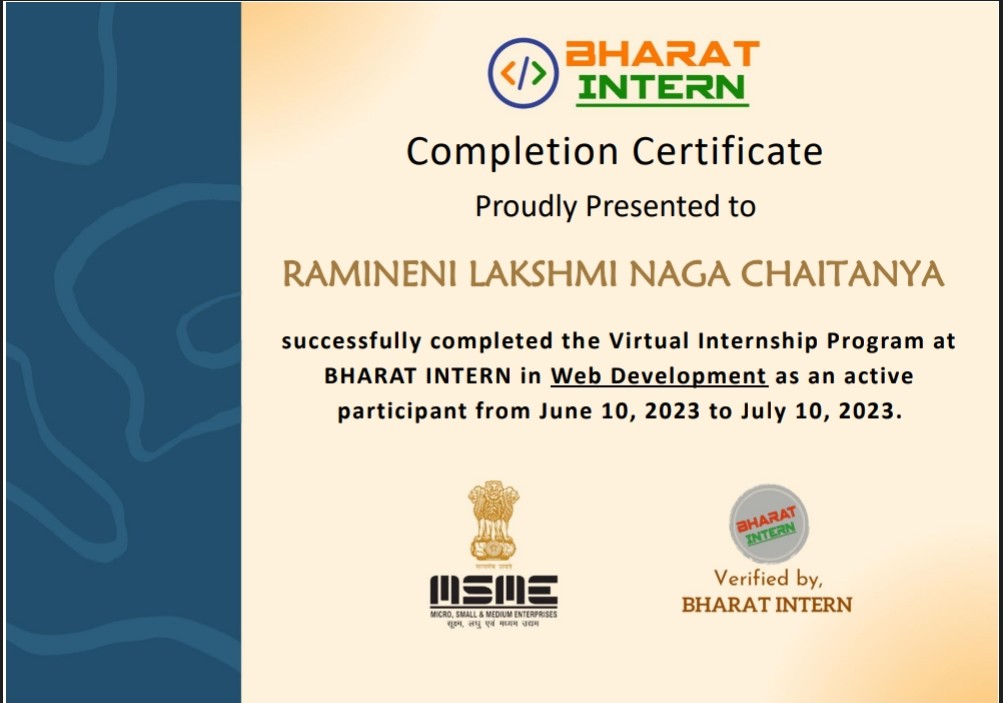 </>
BHARAT
INTERN
Completion Certificate
Proudly Presented to
RAMINENI LAKSHMI NAGA CHAITANYA
successfully completed the Virtual Internship Program at
BHARAT INTERN in Web Development as an active
participant from June 10, 2023 to July 10, 2023.
सत्यमेव जयते
MSME
MICRO, SMALL & MEDIUM ENTERPRISES
सूक्ष्म, लघु एवं मध्यम उद्यम
BHARAT
INTERN
Verified by,
BHARAT INTERN